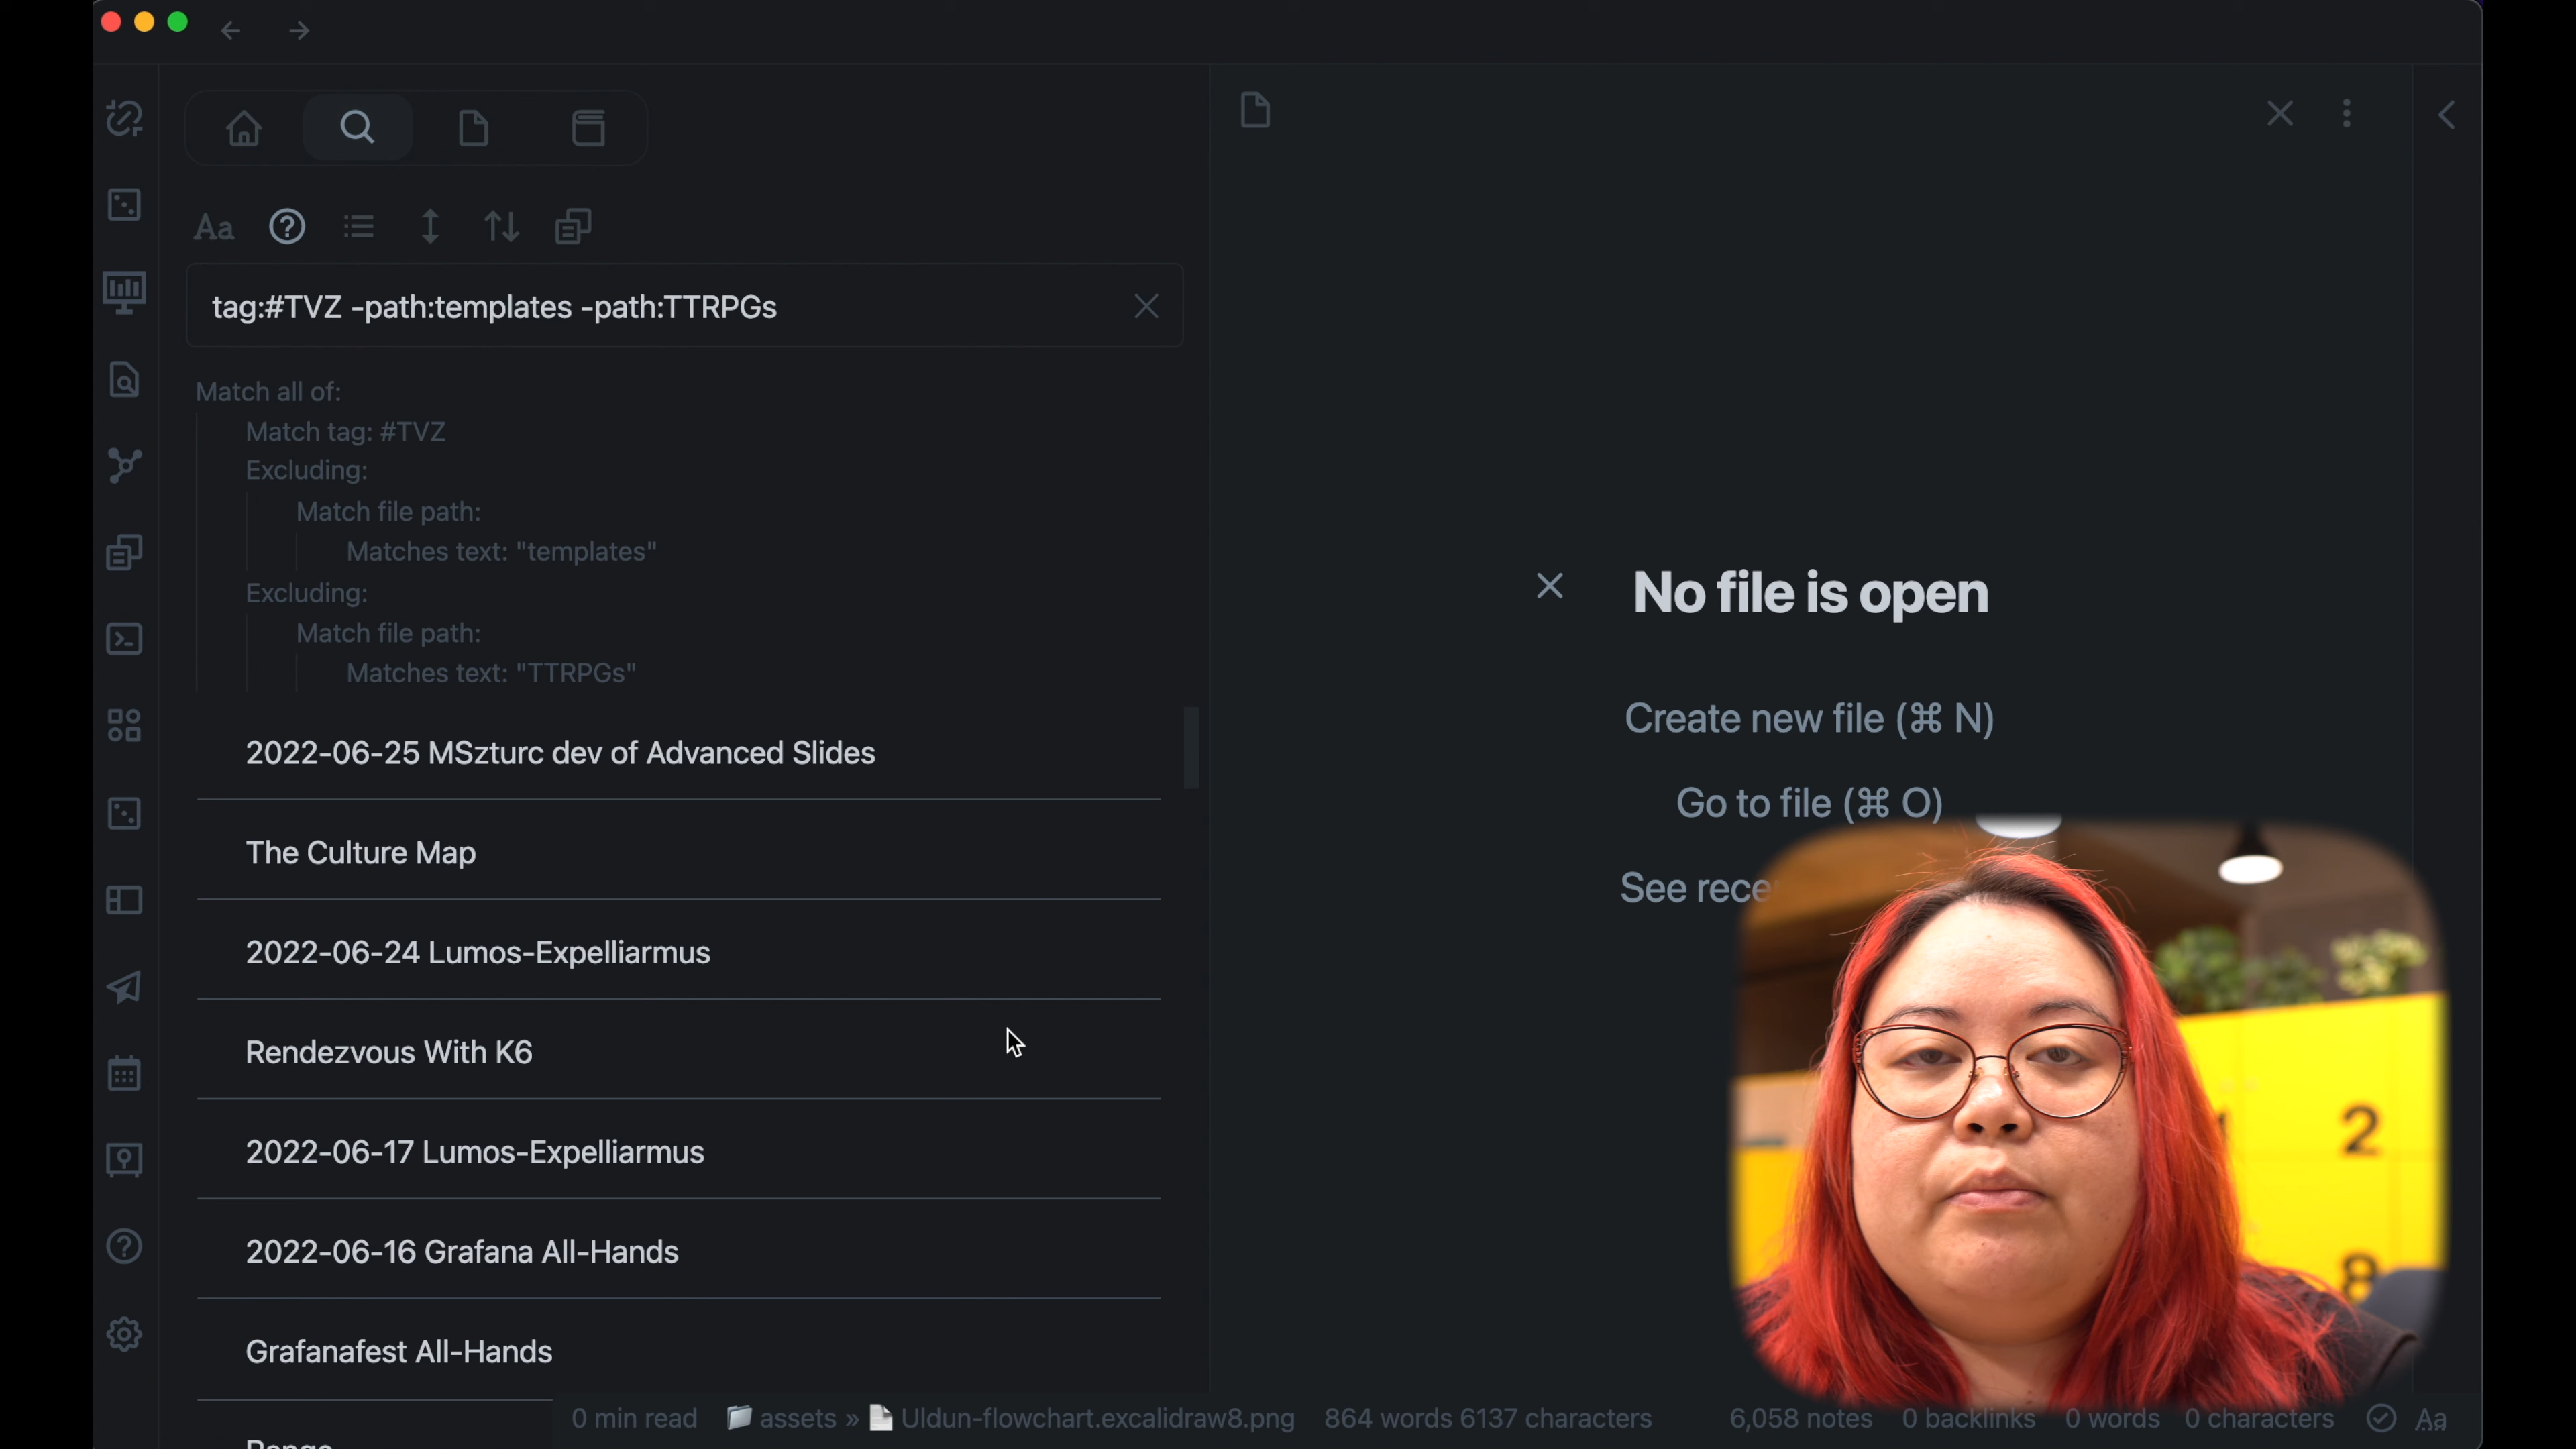 Aa
tag:#TVZ -path:templates -path:TTRPGs
Match all of:
Match tag: #TVZ
Excluding:
Match file path:
Matches text: "templates"
Excluding:
Match file path:
Matches text: "TTRPGs"
2022-06-25 MSzturc dev of Advanced Slides
The Culture Map
2022-06-24 Lumos-Expelliarmus
Rendezvous With K6
2022-06-17 Lumos-Expelliarmus
2022-06-16 Grafana All-Hands
Grafanafest All-Hands
No file is open
Create new file (⌘ N)
Go to file (⌘ O)
See
2
8
0 min read assets » Uldun-flowchart.excalidraw8.png 864 words 6137 characters 6,058 notes 0 backlinks 0 words 0 characters Aa